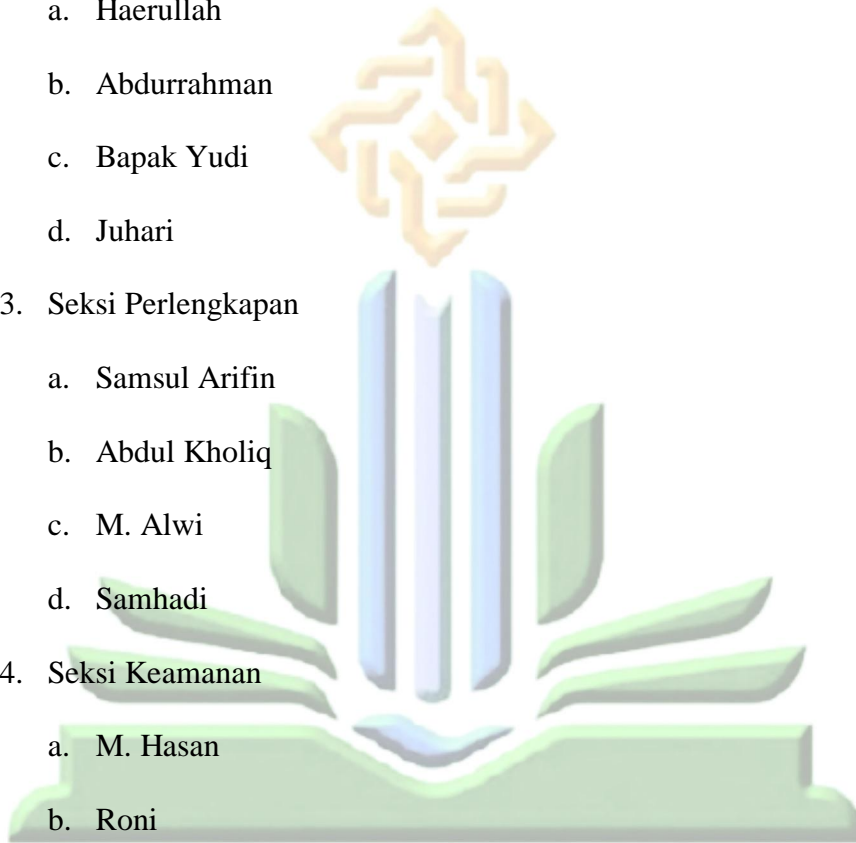 a. Haerullah
b. Abdurrahman
c. Bapak Yudi
d. Juhari
3. Seksi Perlengkapan
a. Samsul Arifin
b. Abdul Kholiq
c. M. Alwi
d. Samhadi
4. Seksi Keamanan
a. M. Hasan
b. Roni